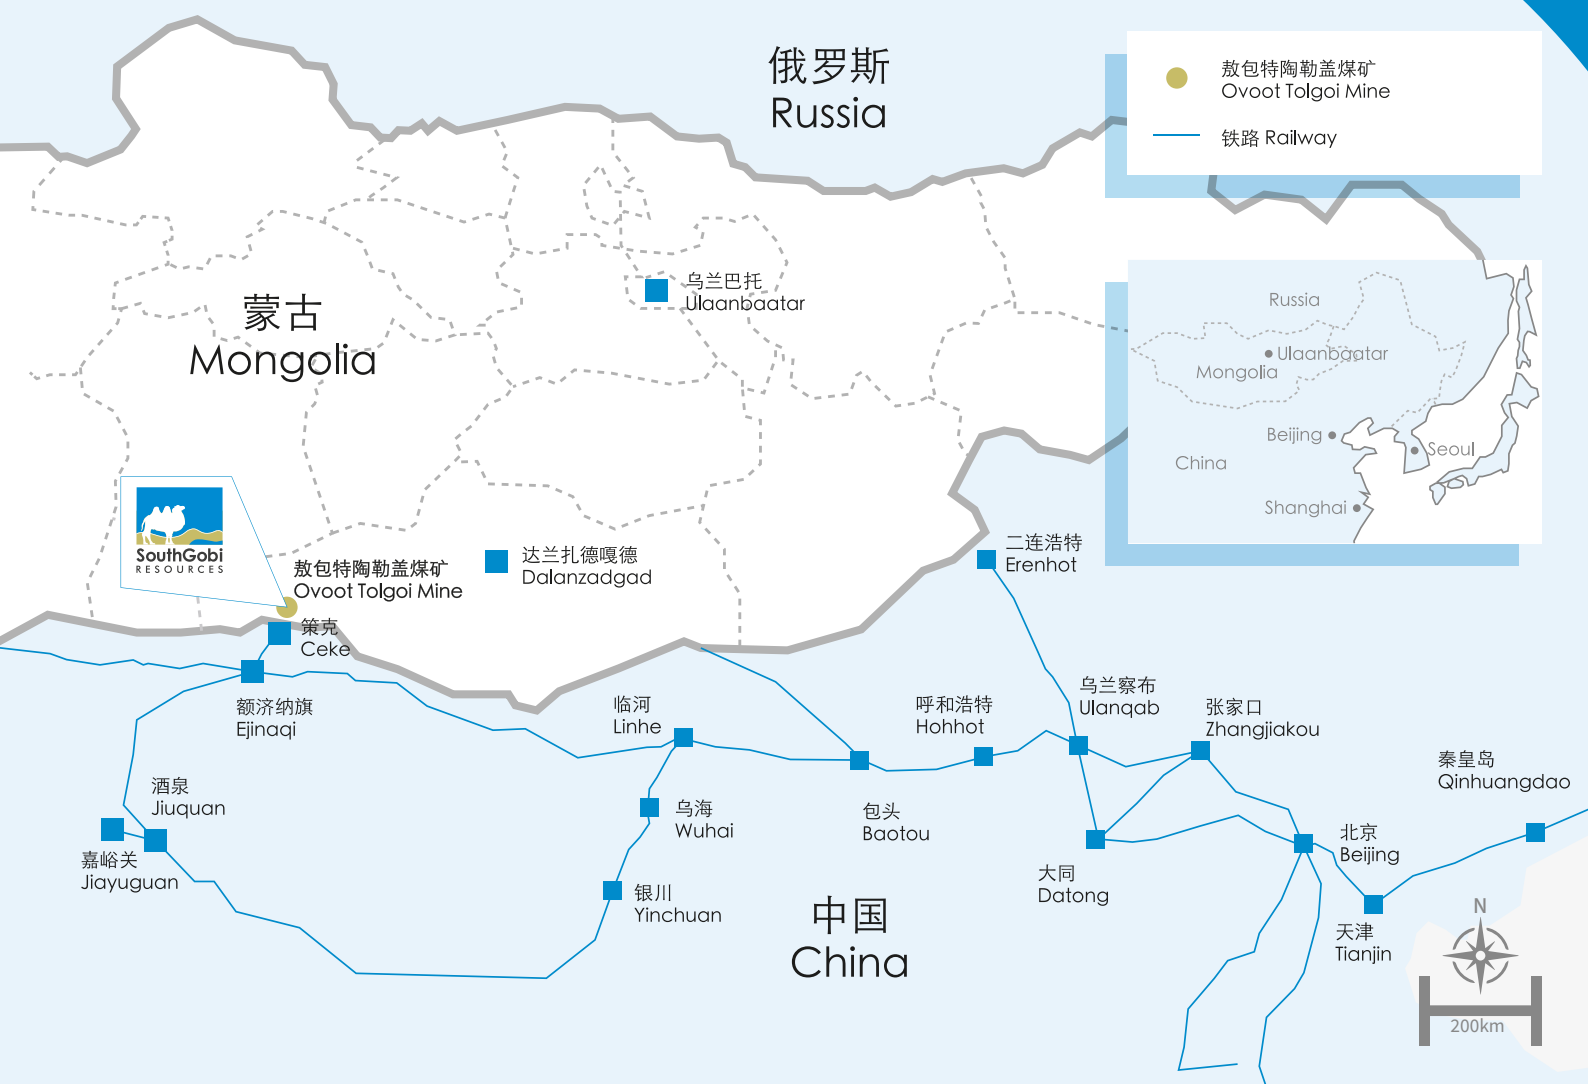 俄罗斯
Russia
敖包特陶勒盖煤矿
Ovoot Tolgoi Mine
铁路 Railway
蒙古
Mongolia
乌兰巴托
Ulaanbaatar
Russia
Ulaanbaatar
Mongolia
Beijing
Seoul
China
Shanghai
SouthGobi
RESOURCES
敖包特陶勒盖煤矿
Ovoot Tolgoi Mine
达兰扎德嘎德
Dalanzadgad
二连浩特
Erenhot
策克
Ceke
额济纳旗
Ejinaqi
临河
Linhe
呼和浩特
Hohhot
乌兰察布
Ulanqab
张家口
Zhangjiakou
秦皇岛
Qinhuangdao
酒泉
Jiuquan
嘉峪关
Jiayuguan
乌海
Wuhai
包头
Baotou
北京
Beijing
大同
Datong
银川
Yinchuan
中国
China
天津
Tianjin
N
200km